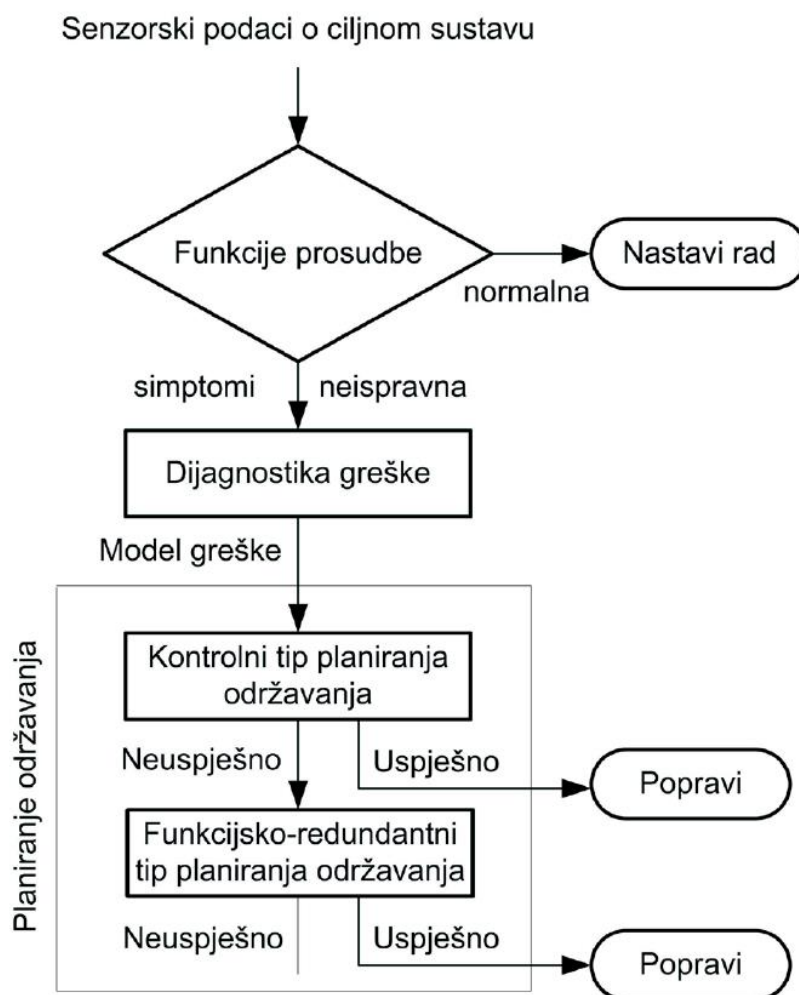 Senzorski podaci o ciljnom sustavu
Funkcije prosudbe
Nastavi rad
normalna
simptomi
neispravna
Dijagnostika greške
Model greške
Planiranje održavanja
Kontrolni tip planiranja
održavanja
Neuspješno
Uspješno
Popravi
Funkcijsko-redundantni
tip planiranja održavanja
Neuspješno
Uspješno
Popravi